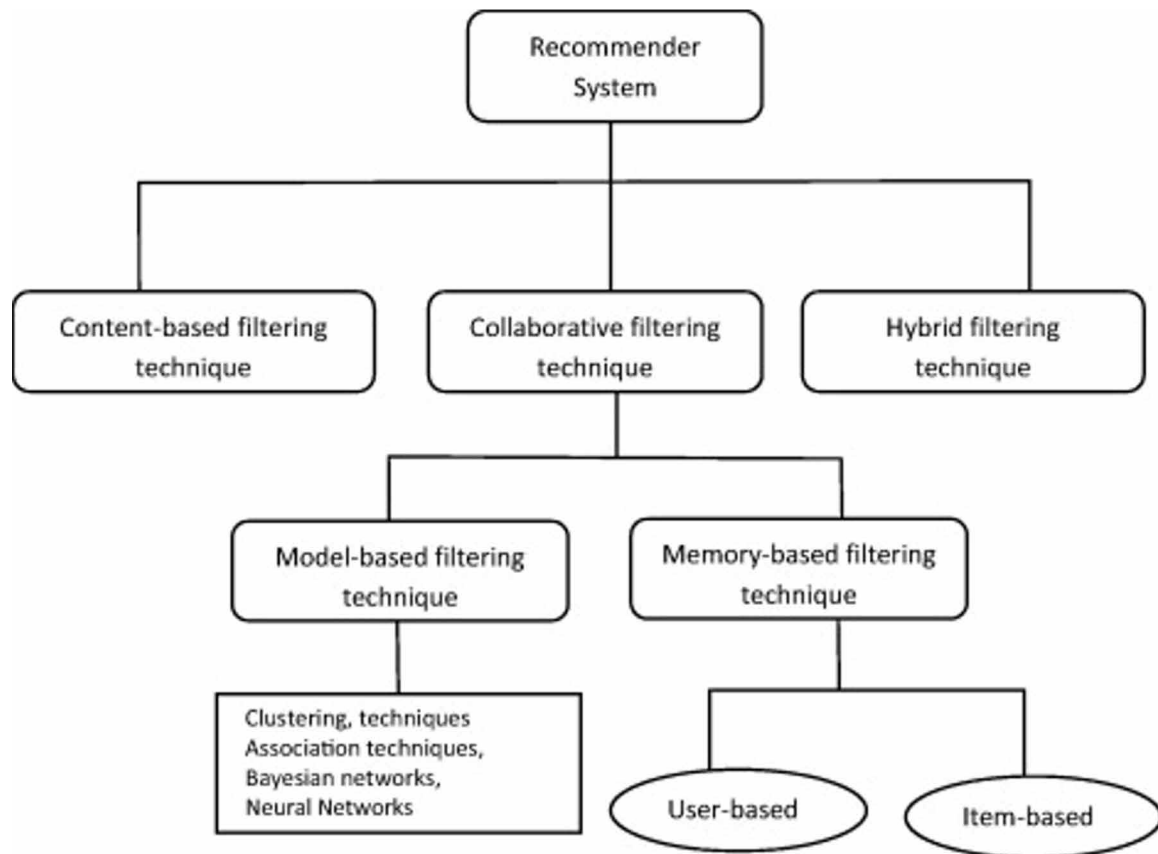 Recommender
System
Content-based filtering
technique
Collaborative filtering
technique
Hybrid filtering
technique
Model-based filtering
technique
Memory-based filtering
technique
Clustering, techniques
Association techniques,
Bayesian networks,
Neural Networks
User-based
Item-based